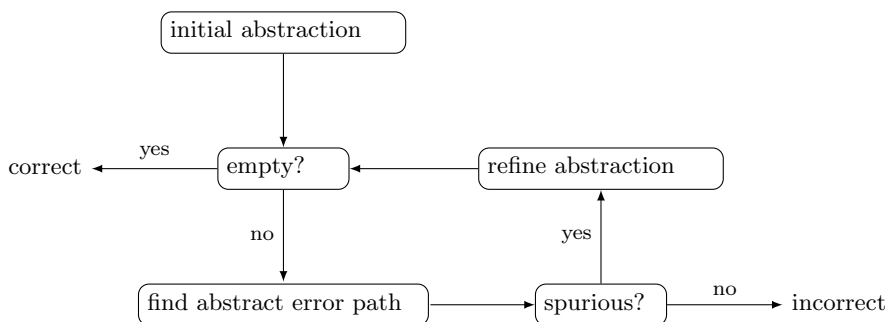 initial abstraction
yes
correct
empty?
refine abstraction
no
yes
find abstract error path
spurious?
no
incorrect